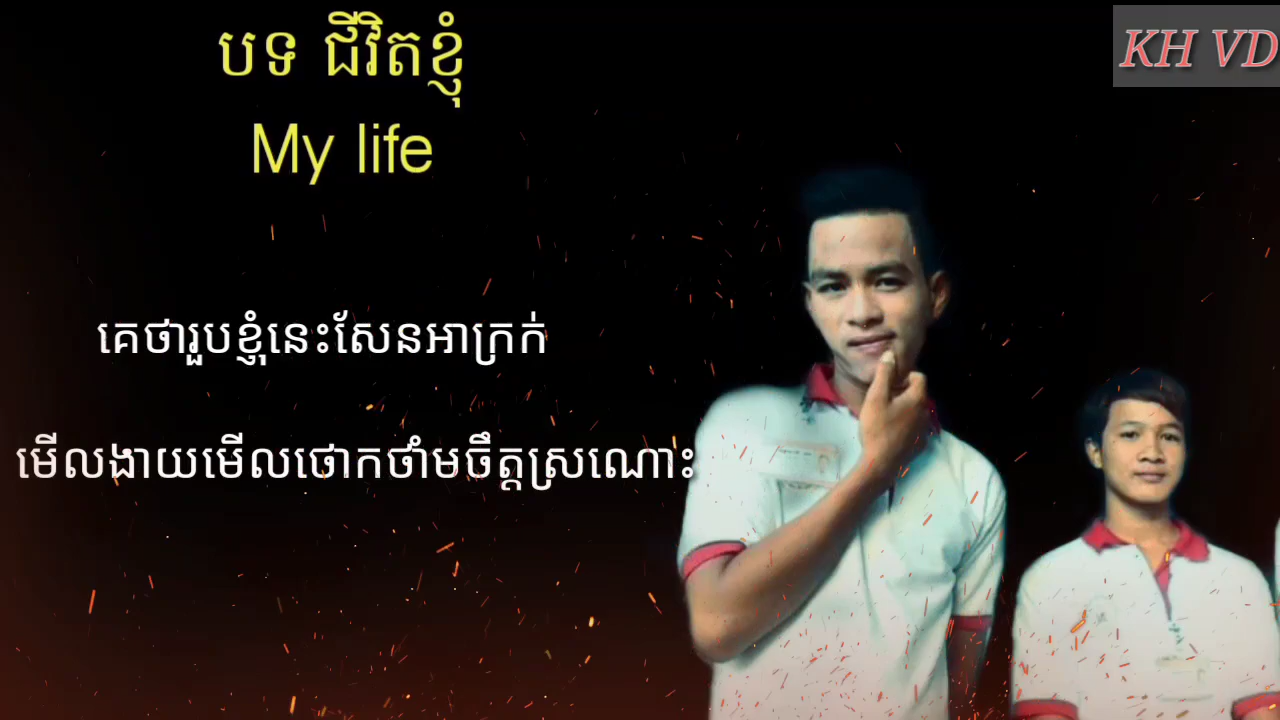 បទ ជីវិតខ្ញុំ
KH VD
My life
គេថារួបខ្ញុំនេះសែនអាក្រក់
មើលងាយមើលថោកថាំមចឹត្តស្រណោះ